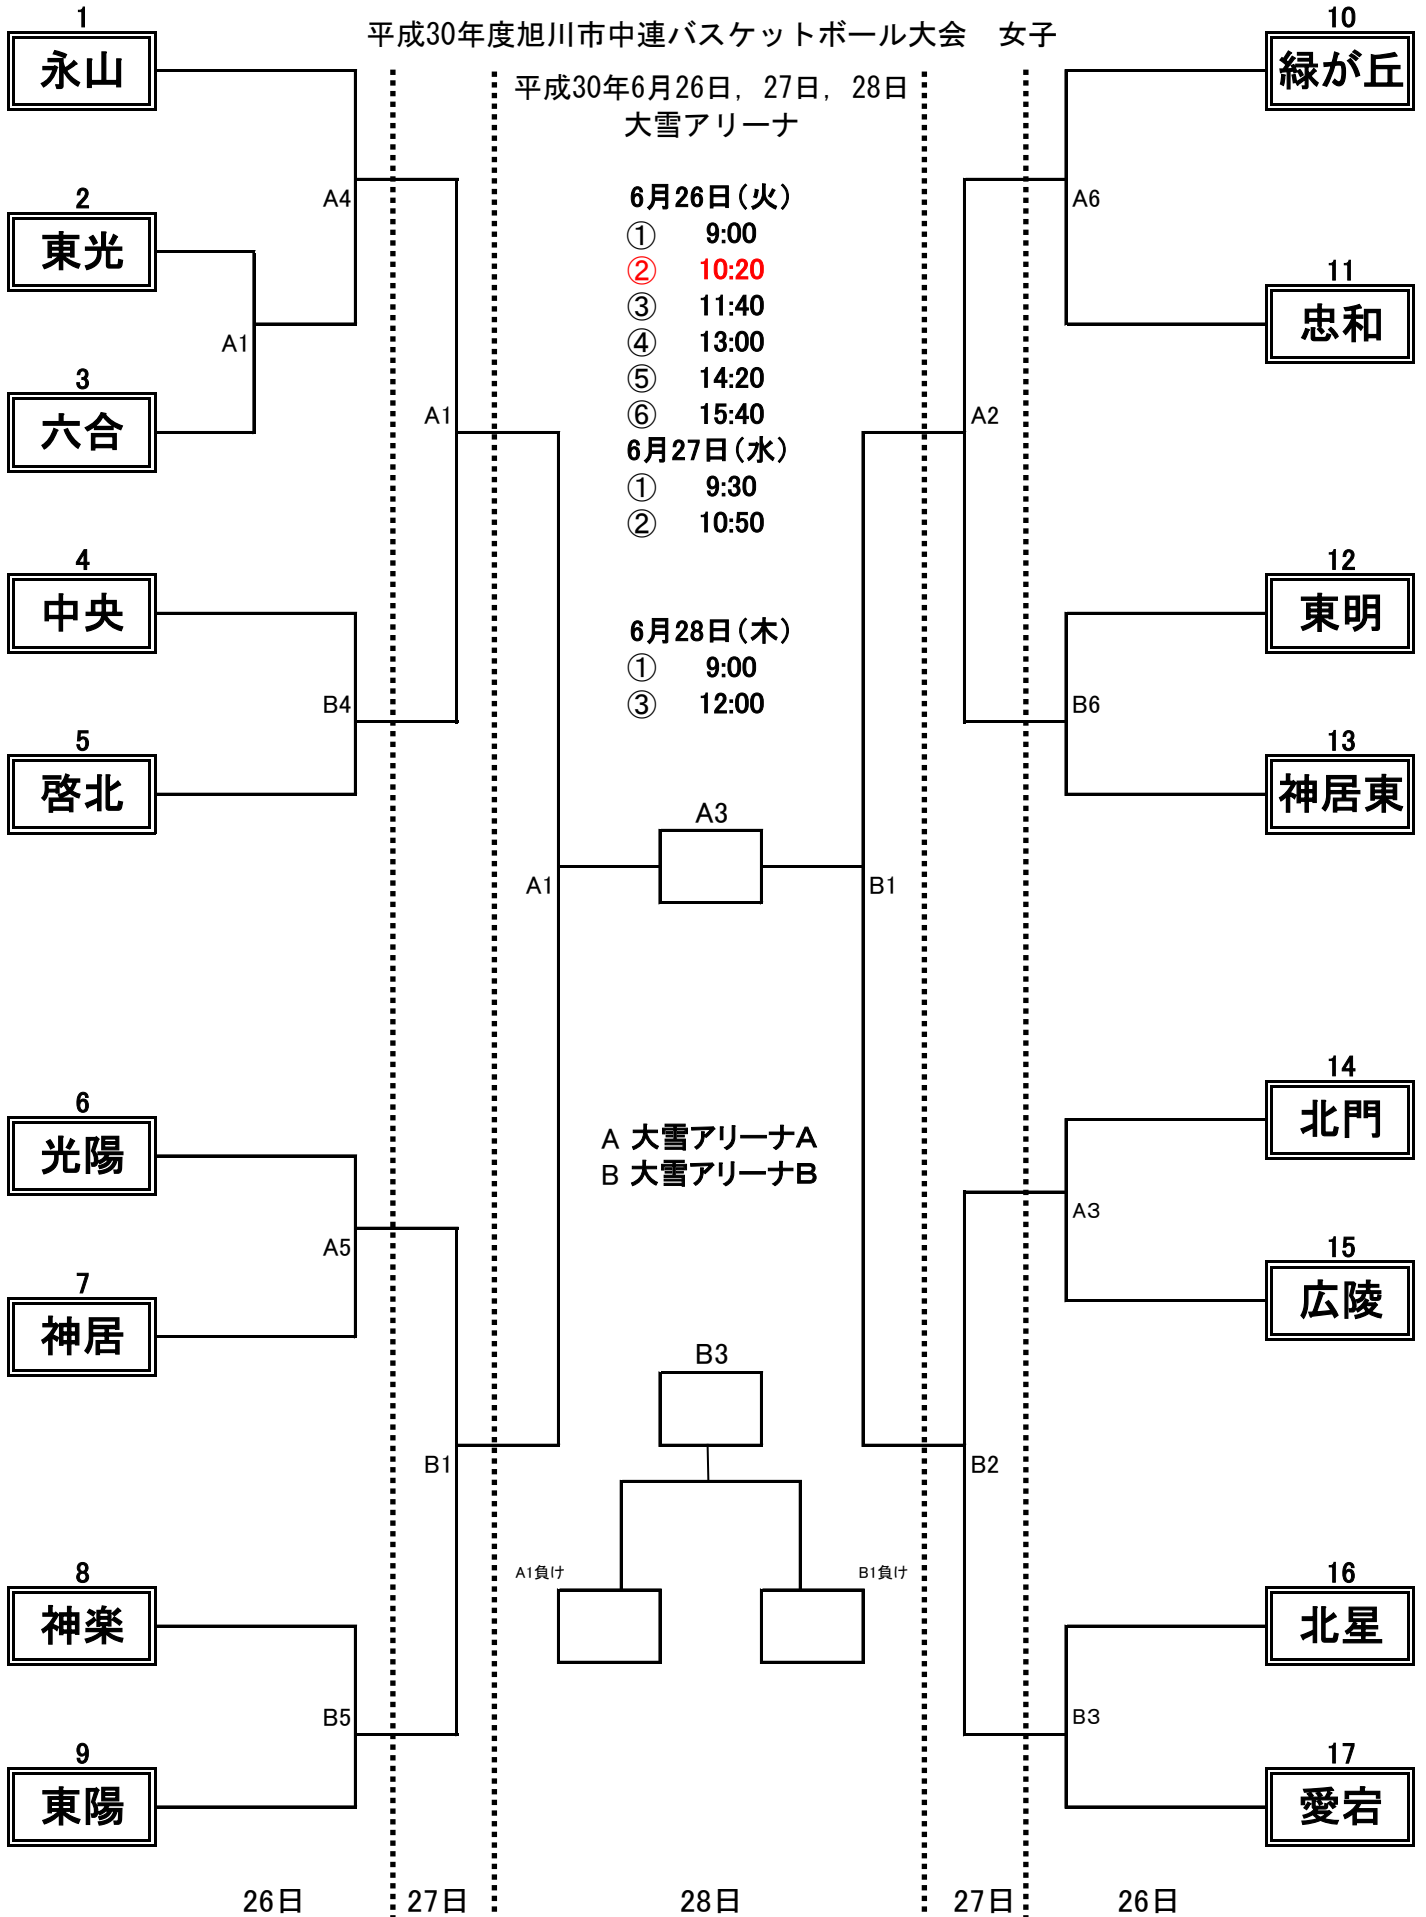 平成30年度旭川市中連バスケットボール大会　女子
平成30年6月26日，27日，28日
大雪アリーナ
6月26日（火）
① 9:00
② 10:20
③ 11:40
④ 13:00
⑤ 14:20
⑥ 15:40
6月27日（水）
① 9:30
② 10:50
6月28日（木）
① 9:00
③ 12:00
1
永山
2
東光
3
六合
4
中央
5
啓北
6
光陽
7
神居
8
神楽
9
東陽
A1
A4
B4
A5
B5
A1
B1
A1
A3
B1
A 大雪アリーナA
B 大雪アリーナB
B3
A1負け
B1負け
A2
B2
A6
B6
A3
B3
10
緑が丘
11
忠和
12
東明
13
神居東
14
北門
15
広陵
16
北星
17
愛宕
26日
27日
28日
27日
26日